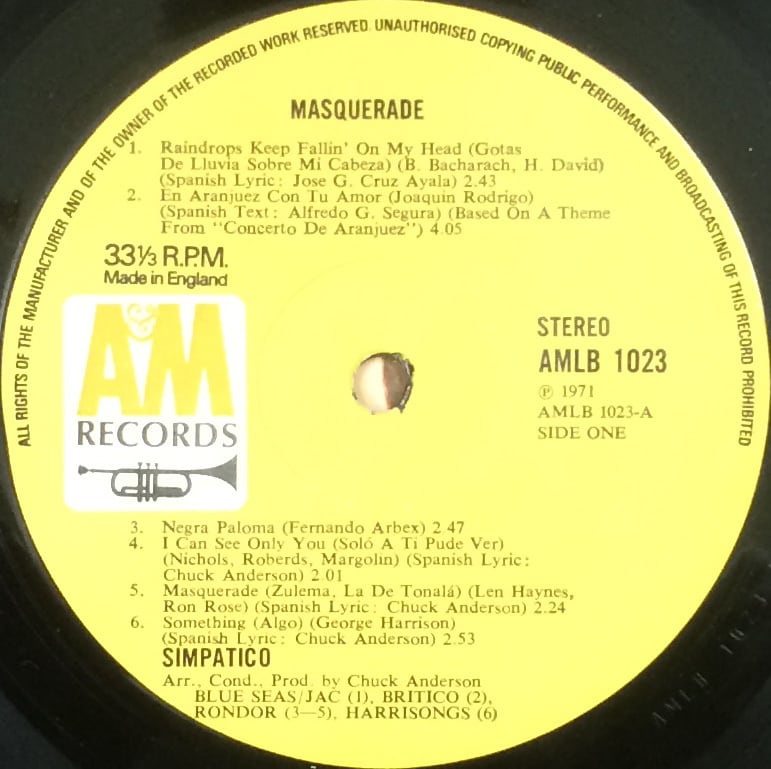 ALL RIGHTS OF THE MANUFACTURER AND OF THE OWNER OF THE RECORDED WORK RESERVED. UNAUTHORISED COPYING PUBLIC PERFORMANCE AND BROADCASTING OF THIS RECORD PROHIBITED
MASQUERADE
1. Raindrops Keep Fallin' On My Head (Gotas
De Lluvia Sobre Mi Cabeza) (B. Bacharach, H. David)
(Spanish Lyric: Jose G. Cruz Ayala) 2.43
2. En Aranjuez Con Tu Amor (Joaquin Rodrigo)
(Spanish Text: Alfredo G. Segura) (Based On A Theme
From "Concerto De Aranjuez") 4.05
33⅓ R.P.M.
Made in England
A&M
RECORDS
STEREO
AMLB 1023
℗ 1971
AMLB 1023-A
SIDE ONE
3. Negra Paloma (Fernando Arbex) 2.47
4. I Can See Only You (Soló A Ti Pude Ver)
(Nichols, Roberds, Margolin) (Spanish Lyric:
Chuck Anderson) 2.01
5. Masquerade (Zulema, La De Tonalá) (Len Haynes,
Ron Rose) (Spanish Lyric: Chuck Anderson) 2.24
6. Something (Algo) (George Harrison)
(Spanish Lyric: Chuck Anderson) 2.53
SIMPATICO
Arr., Cond., Prod. by Chuck Anderson
BLUE SEAS/JAC (1), BRITICO (2),
RONDOR (3—5), HARRISONGS (6)
AMLB 1023